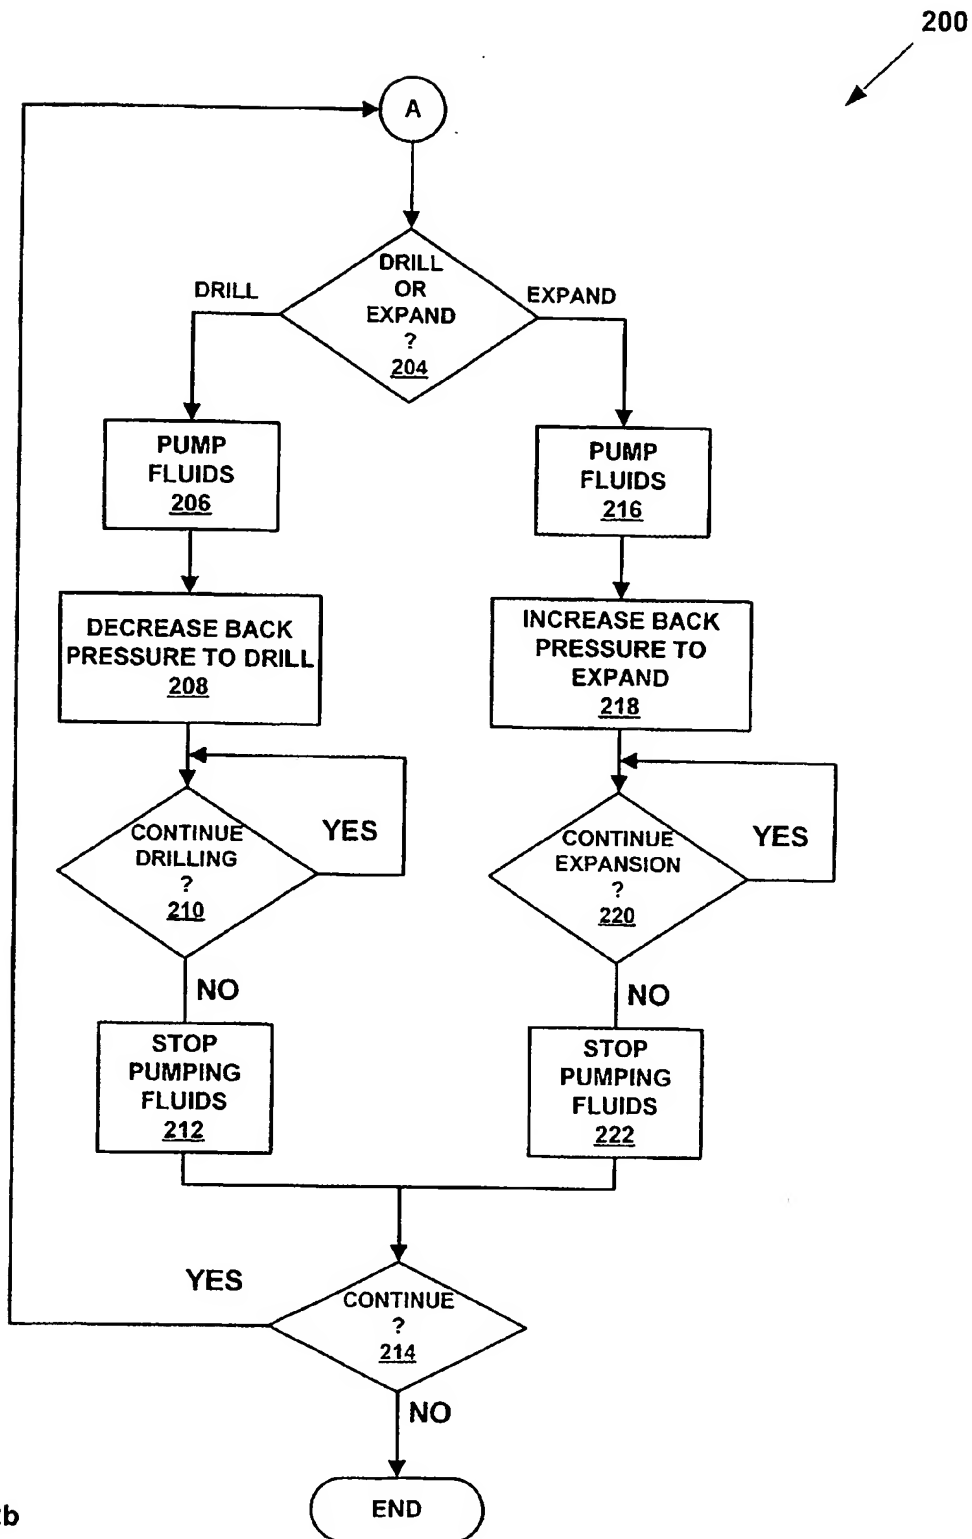 200
A
DRILL
OR
EXPAND
?
204
DRILL
EXPAND
PUMP
FLUIDS
206
PUMP
FLUIDS
216
DECREASE BACK
PRESSURE TO DRILL
208
INCREASE BACK
PRESSURE TO
EXPAND
218
CONTINUE
DRILLING
?
210
YES
CONTINUE
EXPANSION
?
220
YES
NO
NO
STOP
PUMPING
FLUIDS
212
STOP
PUMPING
FLUIDS
222
YES
CONTINUE
?
214
NO
END